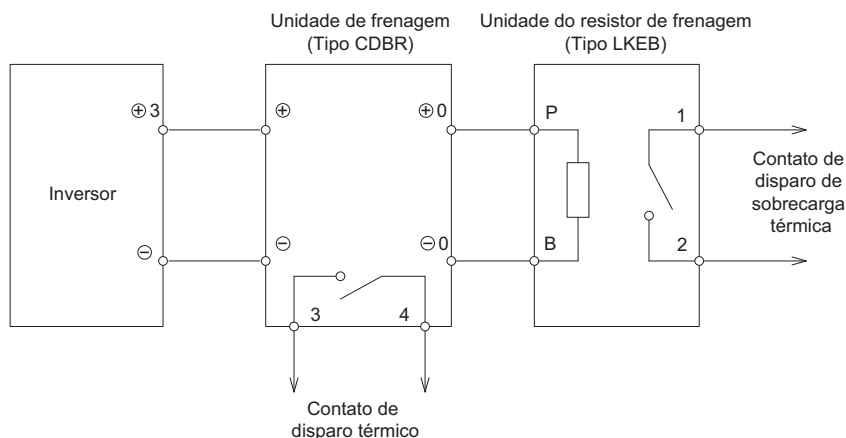 Unidade de frenagem
(Tipo CDBR)
Unidade do resistor de frenagem
(Tipo LKEB)
⊕ 3
⊕
⊕ 0
P
1
Inversor
Contato de
disparo de
sobrecarga
térmica
⊖
⊖
⊖ 0
B
2
3
4
Contato de
disparo térmico